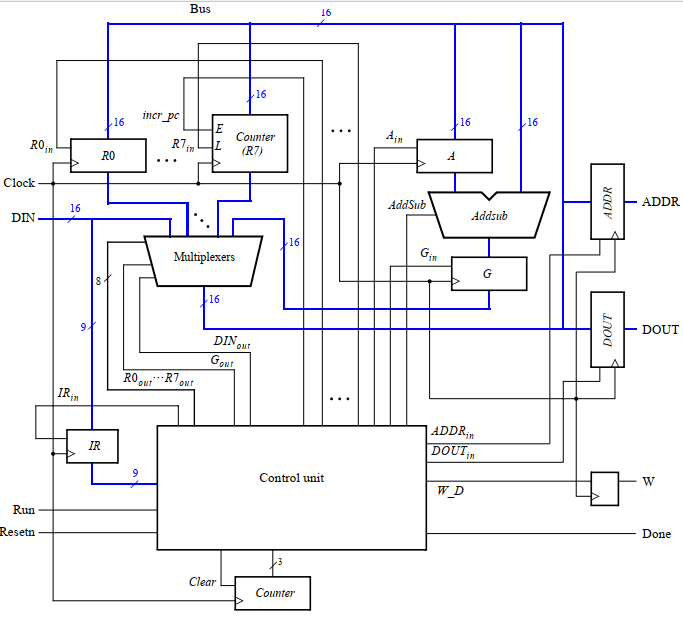 Bus
16
16
16
16
16
incr_pc
E
Counter
(R7)
L
R0in
R0
R7in
Ain
A
Clock
DIN
16
AddSub
Addsub
ADDR
ADDR
Multiplexers
16
Gin
G
8
16
9
DINout
Gout
R0out⋯R7out
DOUT
DOUT
IRin
IR
ADDRin
DOUTin
9
Control unit
W_D
W
Run
Resetn
Done
3
Clear
Counter